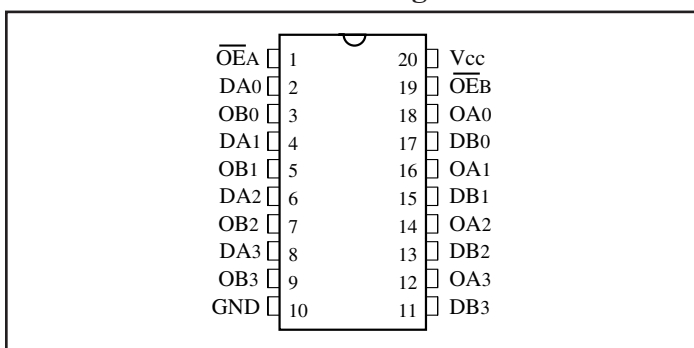 O̅E̅A 1 20 Vcc
DA0 2 19 O̅E̅B
OB0 3 18 OA0
DA1 4 17 DB0
OB1 5 16 OA1
DA2 6 15 DB1
OB2 7 14 OA2
DA3 8 13 DB2
OB3 9 12 OA3
GND 10 11 DB3